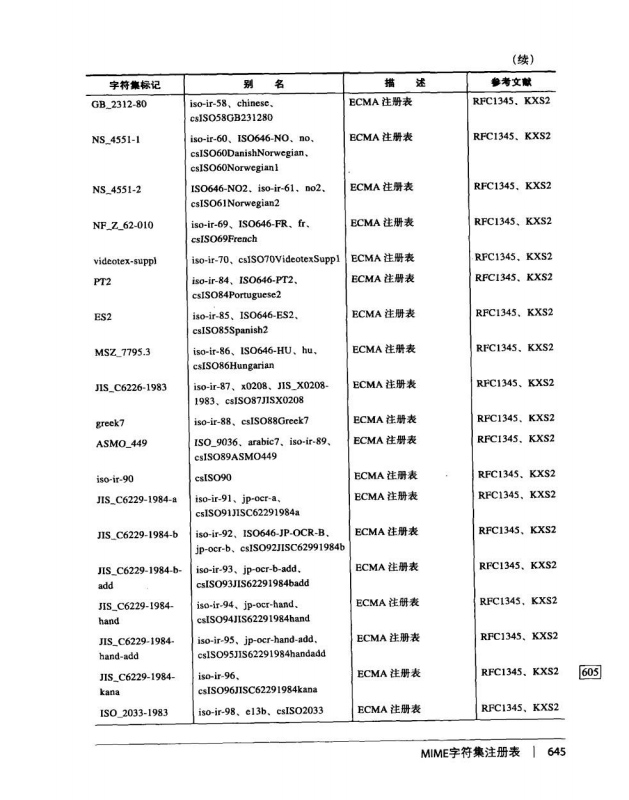 （续）
字符集标记 别 名 描 述 参考文献
GB_2312-80 iso-ir-58、chinese、 ECMA 注册表 RFC1345、KXS2
csISO58GB231280
NS_4551-1 iso-ir-60、ISO646-NO、no、 ECMA 注册表 RFC1345、KXS2
csISO60DanishNorwegian、
csISO60Norwegian1
NS_4551-2 ISO646-NO2、iso-ir-61、no2、 ECMA 注册表 RFC1345、KXS2
csISO61Norwegian2
NF_Z_62-010 iso-ir-69、ISO646-FR、fr、 ECMA 注册表 RFC1345、KXS2
csISO69French
videotex-suppl iso-ir-70、csISO70VideotexSupp1 ECMA 注册表 RFC1345、KXS2
PT2 iso-ir-84、ISO646-PT2、 ECMA 注册表 RFC1345、KXS2
csISO84Portuguese2
ES2 iso-ir-85、ISO646-ES2、 ECMA 注册表 RFC1345、KXS2
csISO85Spanish2
MSZ_7795.3 iso-ir-86、ISO646-HU、hu、 ECMA 注册表 RFC1345、KXS2
csISO86Hungarian
JIS_C6226-1983 iso-ir-87、x0208、JIS_X0208- ECMA 注册表 RFC1345、KXS2
1983、csISO87JISX0208
greek7 iso-ir-88、csISO88Greek7 ECMA 注册表 RFC1345、KXS2
ASMO_449 ISO_9036、arabic7、iso-ir-89、 ECMA 注册表 RFC1345、KXS2
csISO89ASMO449
iso-ir-90 csISO90 ECMA 注册表 RFC1345、KXS2
JIS_C6229-1984-a iso-ir-91、jp-ocr-a、 ECMA 注册表 RFC1345、KXS2
csISO91JISC62291984a
JIS_C6229-1984-b iso-ir-92、ISO646-JP-OCR-B、 ECMA 注册表 RFC1345、KXS2
jp-ocr-b、csISO92JISC62991984b
JIS_C6229-1984-b- iso-ir-93、jp-ocr-b-add、 ECMA 注册表 RFC1345、KXS2
add csISO93JIS62291984badd
JIS_C6229-1984- iso-ir-94、jp-ocr-hand、 ECMA 注册表 RFC1345、KXS2
hand csISO94JIS62291984hand
JIS_C6229-1984- iso-ir-95、jp-ocr-hand-add、 ECMA 注册表 RFC1345、KXS2
hand-add csISO95JIS62291984handadd
JIS_C6229-1984- iso-ir-96、 ECMA 注册表 RFC1345、KXS2 605
kana csISO96JISC62291984kana
ISO_2033-1983 iso-ir-98、e13b、csISO2033 ECMA 注册表 RFC1345、KXS2
MIME字符集注册表 | 645